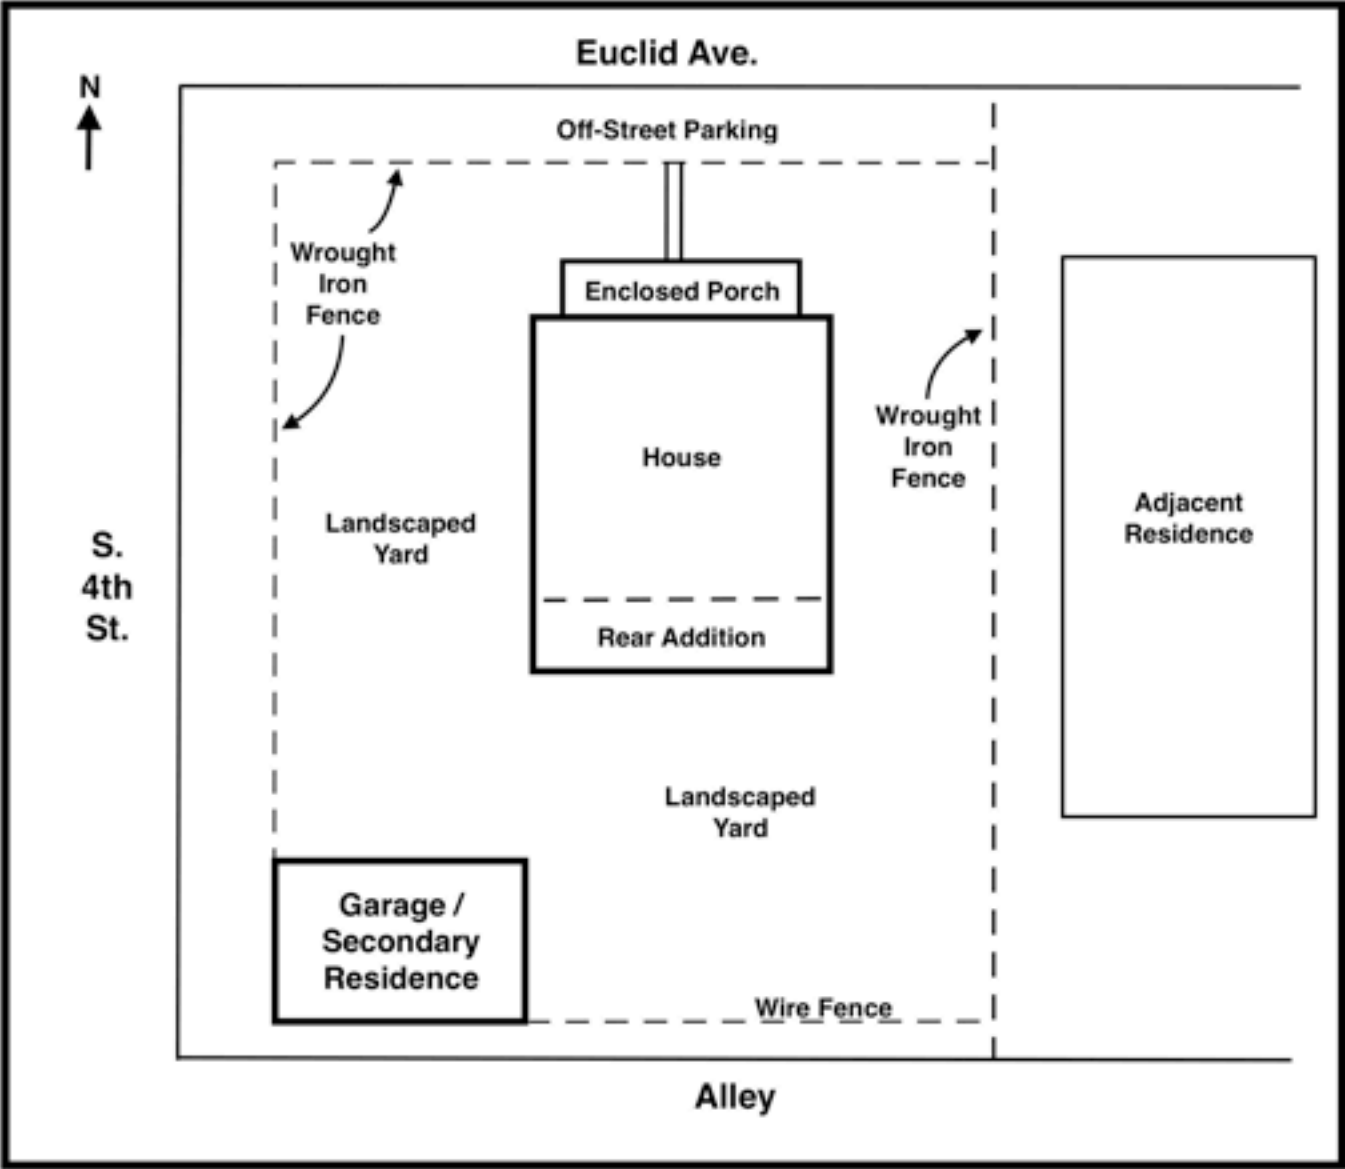 Euclid Ave.
N
Off-Street Parking
Wrought
Iron
Fence
Enclosed Porch
House
Wrought
Iron
Fence
Landscaped
Yard
Adjacent
Residence
S.
4th
St.
Rear Addition
Landscaped
Yard
Garage /
Secondary
Residence
Wire Fence
Alley